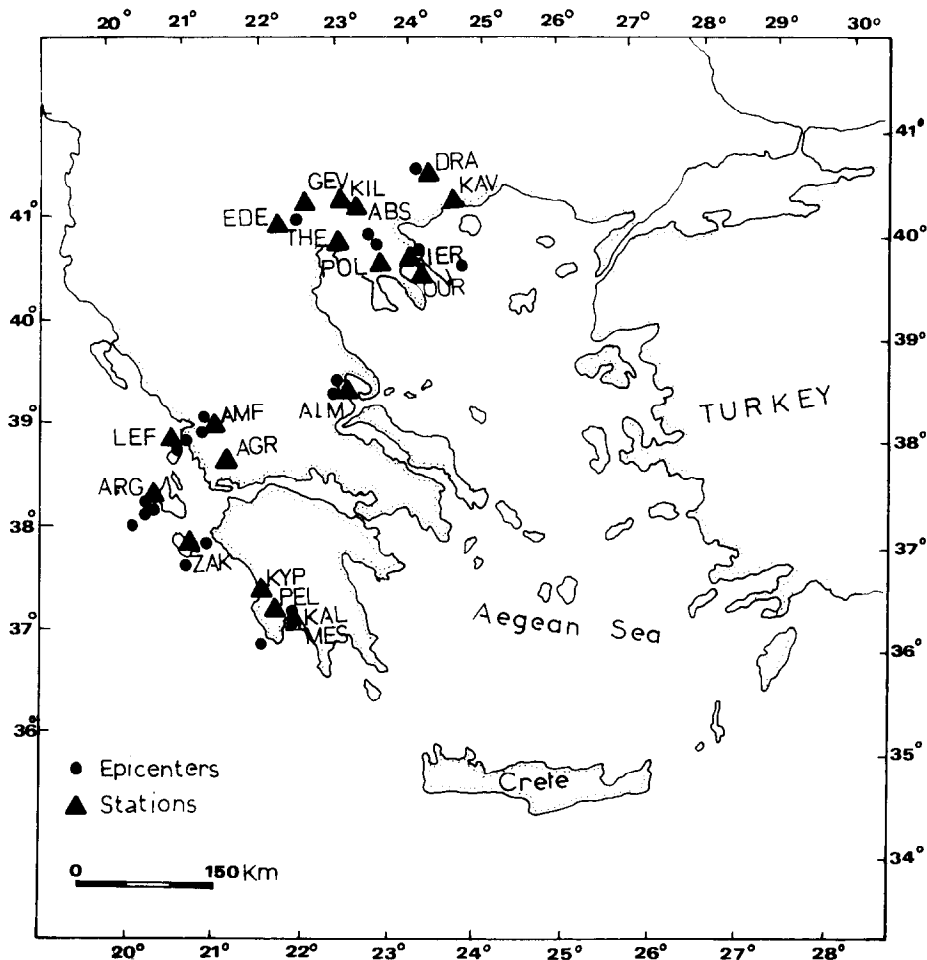 20° 21° 22° 23° 24° 25° 26° 27° 28° 29° 30°
41°
DRA
GEV KIL KAV
41° EDE ABS
THE IER 40°
POL OUR
40°
39°
ALM TURKEY
39° AMF
LEF AGR 38°
ARG
38°
ZAK 37°
KYP
PEL
KAL Aegean Sea
37° MES 36°
36°
35°
Epicenters Crete
Stations
34°
0 150 Km
20° 21° 22° 23° 24° 25° 26° 27° 28°